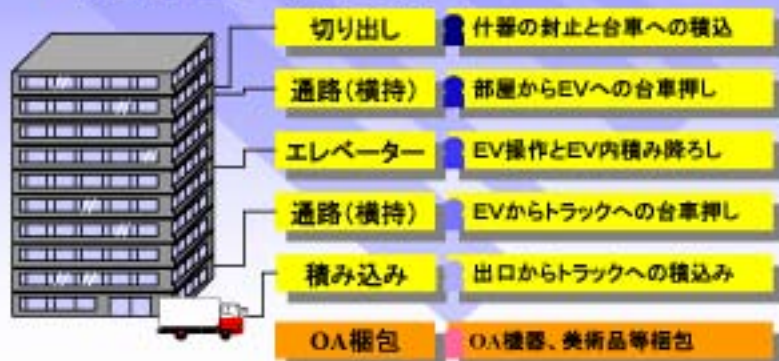 切り出し 什器の封止と台車への積込
通路(横持) 部屋からEVへの台車押し
エレベーター EV操作とEV内積み降ろし
通路(横持) EVからトラックへの台車押し
積み込み 出口からトラックへの積込み
OA梱包 OA機器、美術品等梱包